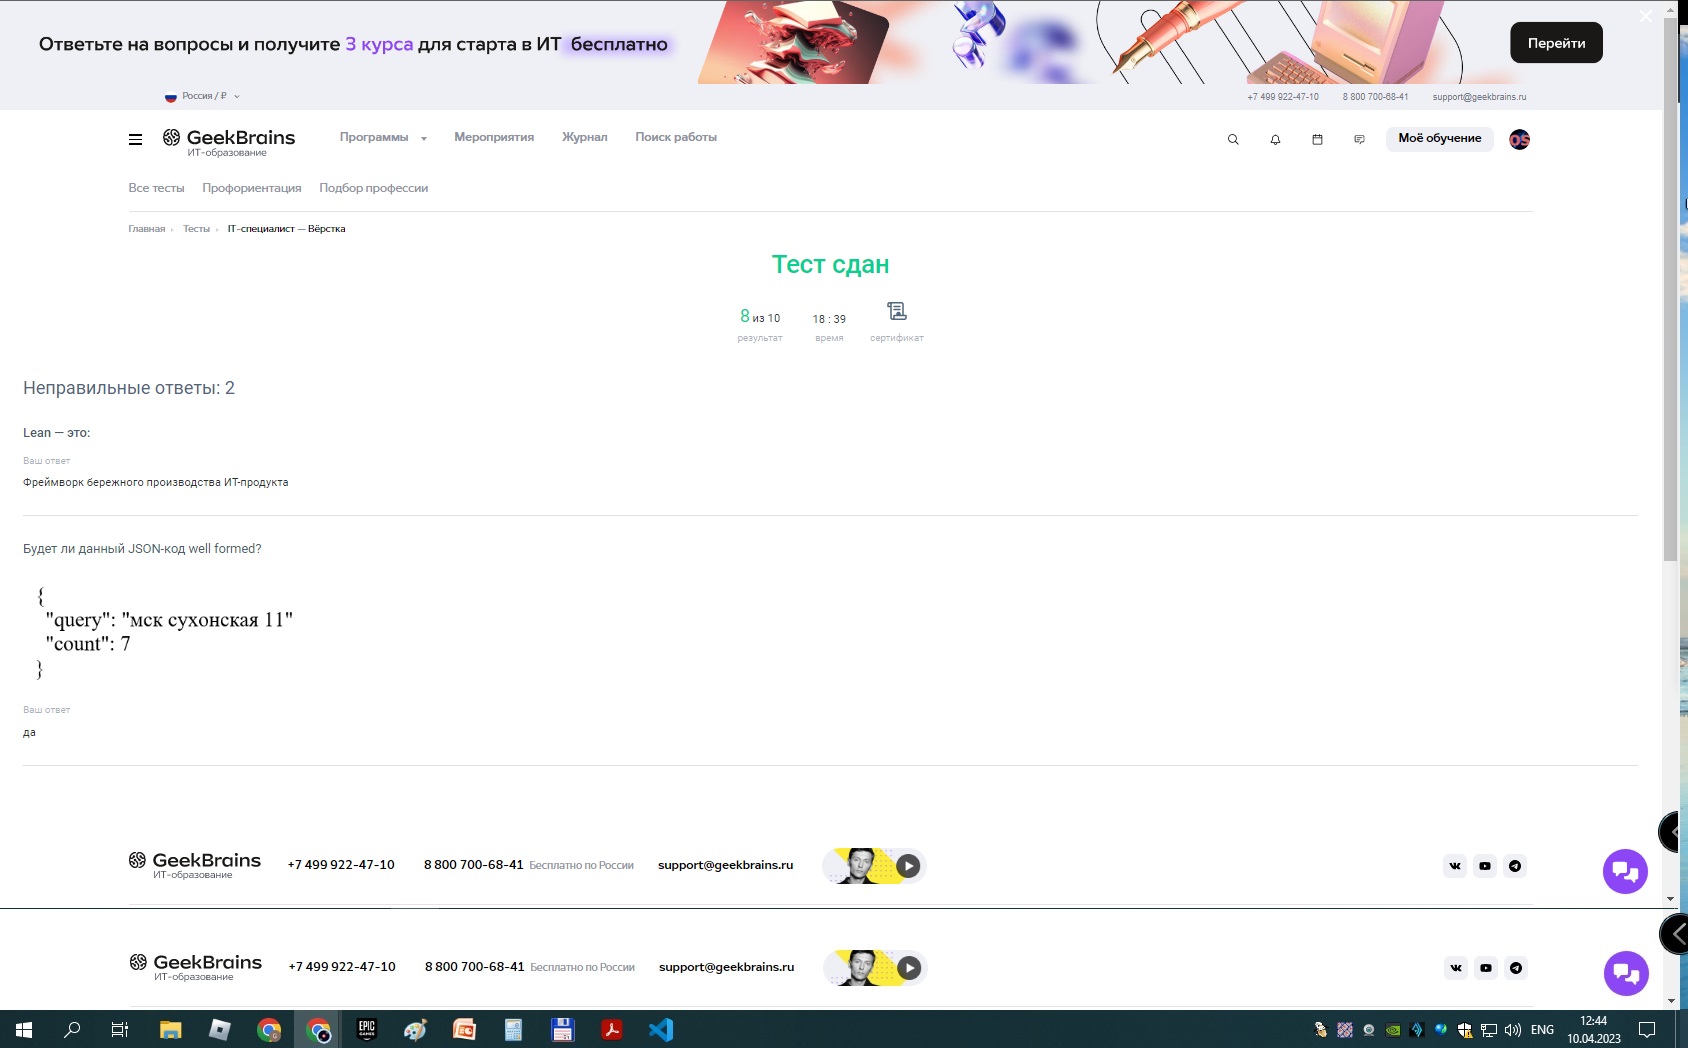 Ответьте на вопросы и получите 3 курса для старта в ИТ бесплатно
Перейти
Россия / ₽
+7 499 922-47-10 8 800 700-68-41 support@geekbrains.ru
GeekBrains
ИТ-образование
Программы Мероприятия Журнал Поиск работы
Моё обучение
OS
Все тесты Профориентация Подбор профессии
Главная Тесты IT-специалист — Вёрстка
Тест сдан
8 из 10 18 : 39
результат время сертификат
Неправильные ответы: 2
Lean — это:
Ваш ответ
Фреймворк бережного производства ИТ-продукта
Будет ли данный JSON-код well formed?
{
"query": "мск сухонская 11"
"count": 7
}
Ваш ответ
да
GeekBrains
ИТ-образование
+7 499 922-47-10 8 800 700-68-41 Бесплатно по России support@geekbrains.ru
GeekBrains
ИТ-образование
+7 499 922-47-10 8 800 700-68-41 Бесплатно по России support@geekbrains.ru
EPIC
GAMES
ENG
12:44
10.04.2023